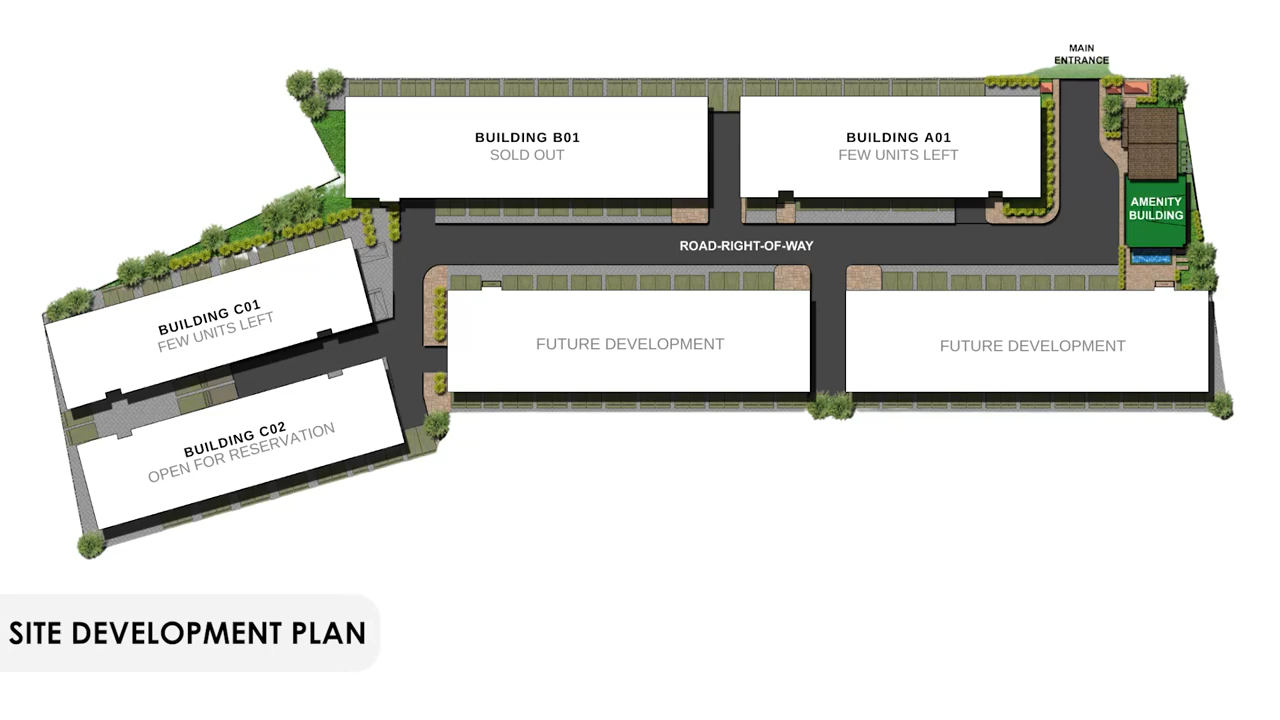 MAIN
ENTRANCE
BUILDING B01
SOLD OUT
BUILDING A01
FEW UNITS LEFT
AMENITY
BUILDING
ROAD-RIGHT-OF-WAY
BUILDING C01
FEW UNITS LEFT
FUTURE DEVELOPMENT
FUTURE DEVELOPMENT
BUILDING C02
OPEN FOR RESERVATION
SITE DEVELOPMENT PLAN